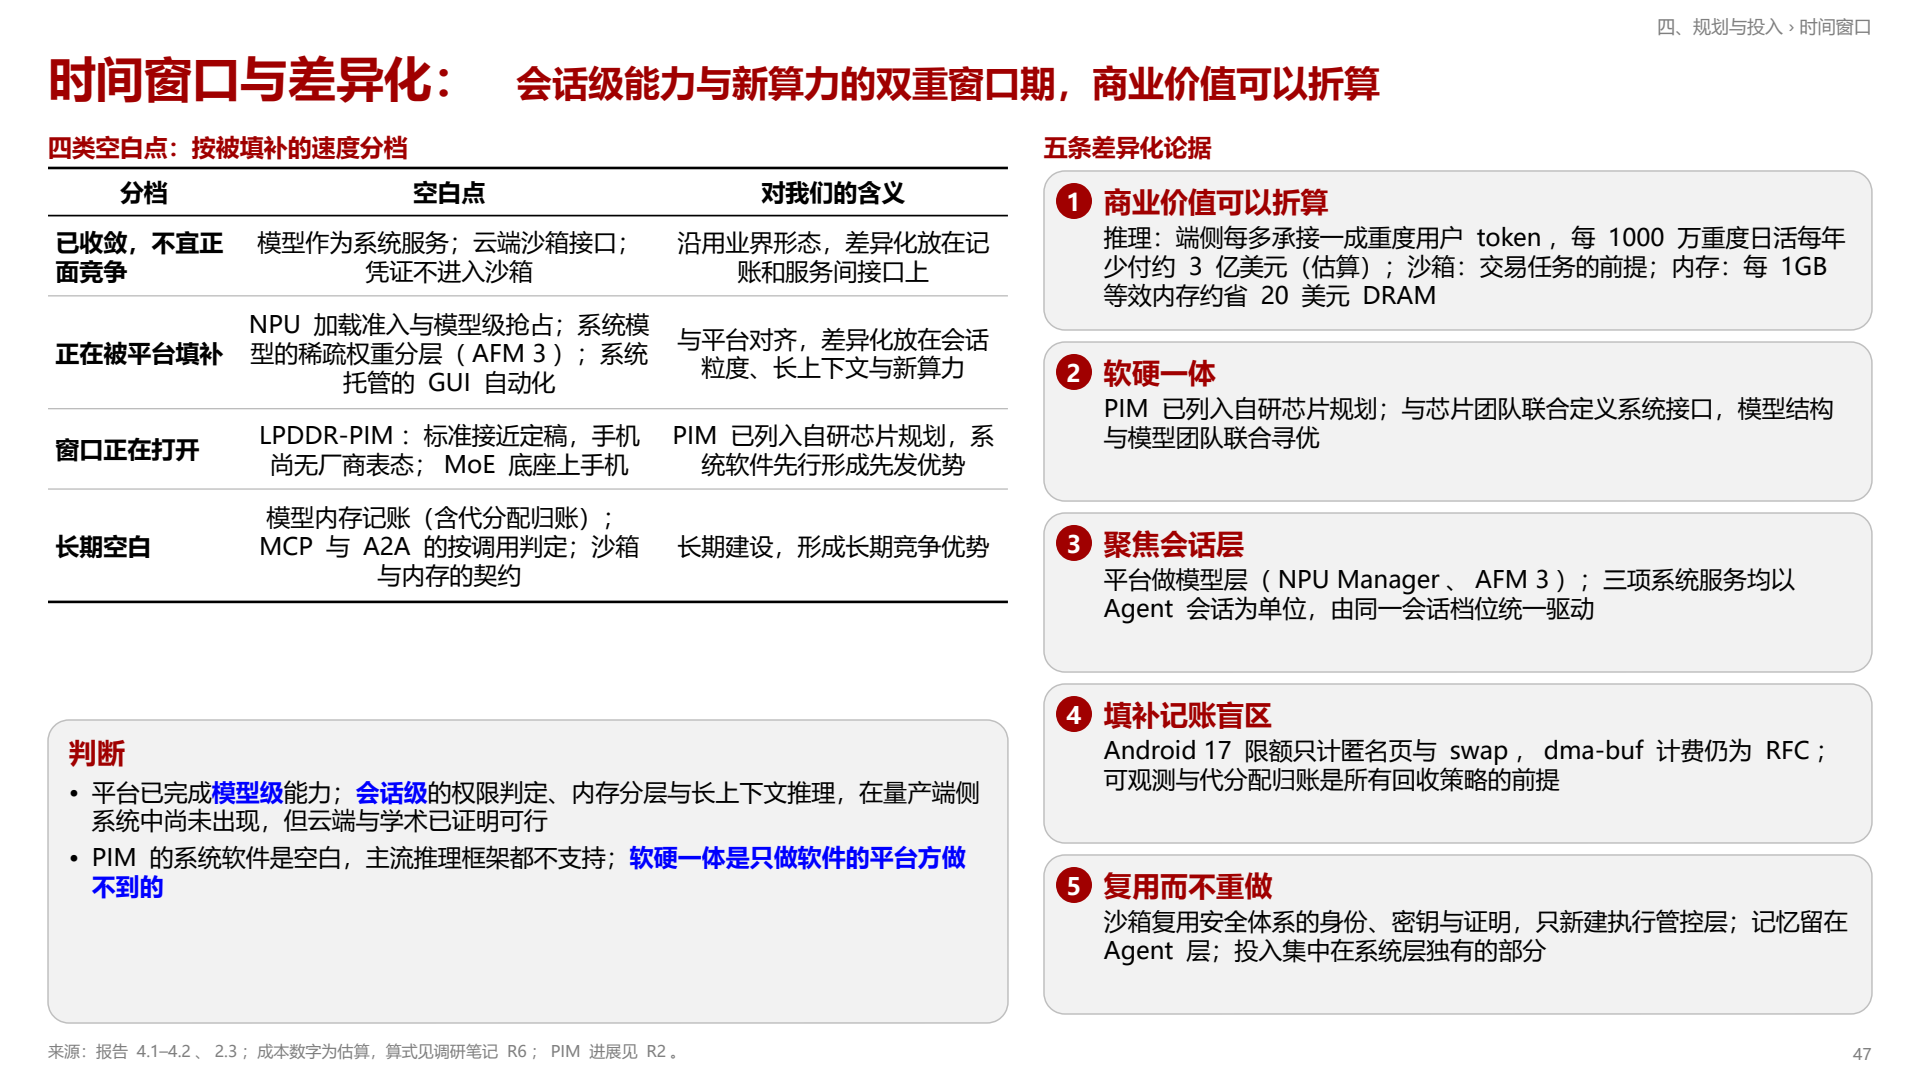 四、规划与投入 › 时间窗口
时间窗口与差异化： 会话级能力与新算力的双重窗口期，商业价值可以折算
四类空白点：按被填补的速度分档
分档 空白点 对我们的含义
已收敛，不宜正
面竞争
模型作为系统服务；云端沙箱接口；
凭证不进入沙箱
沿用业界形态，差异化放在记
账和服务间接口上
正在被平台填补
NPU 加载准入与模型级抢占；系统模
型的稀疏权重分层（AFM 3）；系统
托管的 GUI 自动化
与平台对齐，差异化放在会话
粒度、长上下文与新算力
窗口正在打开
LPDDR-PIM：标准接近定稿，手机
尚无厂商表态；MoE 底座上手机
PIM 已列入自研芯片规划，系
统软件先行形成先发优势
长期空白
模型内存记账（含代分配归账）；
MCP 与 A2A 的按调用判定；沙箱
与内存的契约
长期建设，形成长期竞争优势
判断
• 平台已完成模型级能力；会话级的权限判定、内存分层与长上下文推理，在量产端侧
系统中尚未出现，但云端与学术已证明可行
• PIM 的系统软件是空白，主流推理框架都不支持；软硬一体是只做软件的平台方做
不到的
五条差异化论据
1 商业价值可以折算
推理：端侧每多承接一成重度用户 token，每 1000 万重度日活每年
少付约 3 亿美元（估算）；沙箱：交易任务的前提；内存：每 1GB
等效内存约省 20 美元 DRAM
2 软硬一体
PIM 已列入自研芯片规划；与芯片团队联合定义系统接口，模型结构
与模型团队联合寻优
3 聚焦会话层
平台做模型层（NPU Manager、AFM 3）；三项系统服务均以
Agent 会话为单位，由同一会话档位统一驱动
4 填补记账盲区
Android 17 限额只计匿名页与 swap，dma-buf 计费仍为 RFC；
可观测与代分配归账是所有回收策略的前提
5 复用而不重做
沙箱复用安全体系的身份、密钥与证明，只新建执行管控层；记忆留在
Agent 层；投入集中在系统层独有的部分
来源：报告 4.1–4.2、2.3；成本数字为估算，算式见调研笔记 R6；PIM 进展见 R2。
47